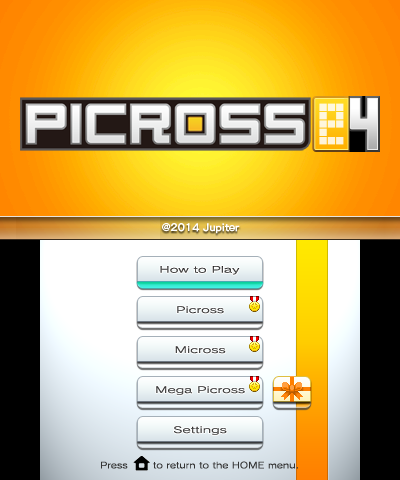 PICROSS e4
@2014 Jupiter
How to Play
Picross
Micross
Mega Picross
Settings
Press to return to the HOME menu.